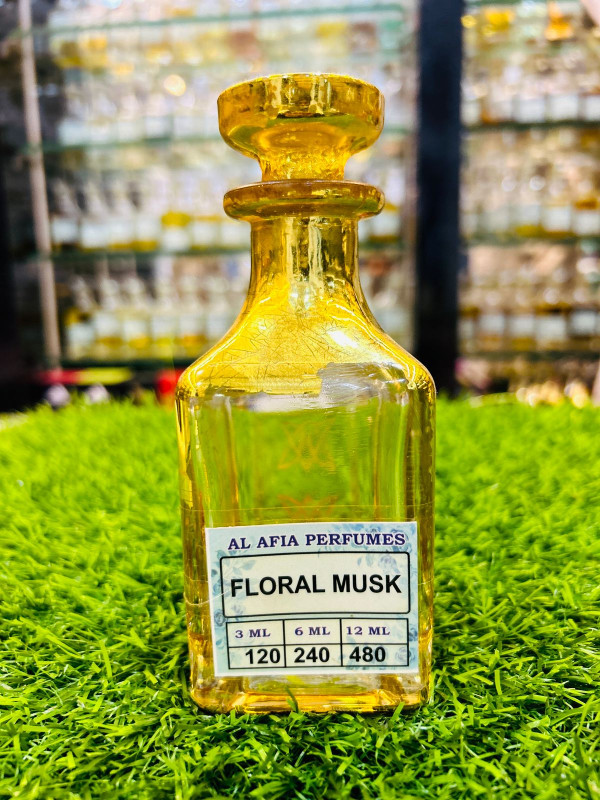 AL AFIA PERFUMES
FLORAL MUSK
3 ML 6 ML 12 ML
120 240 480